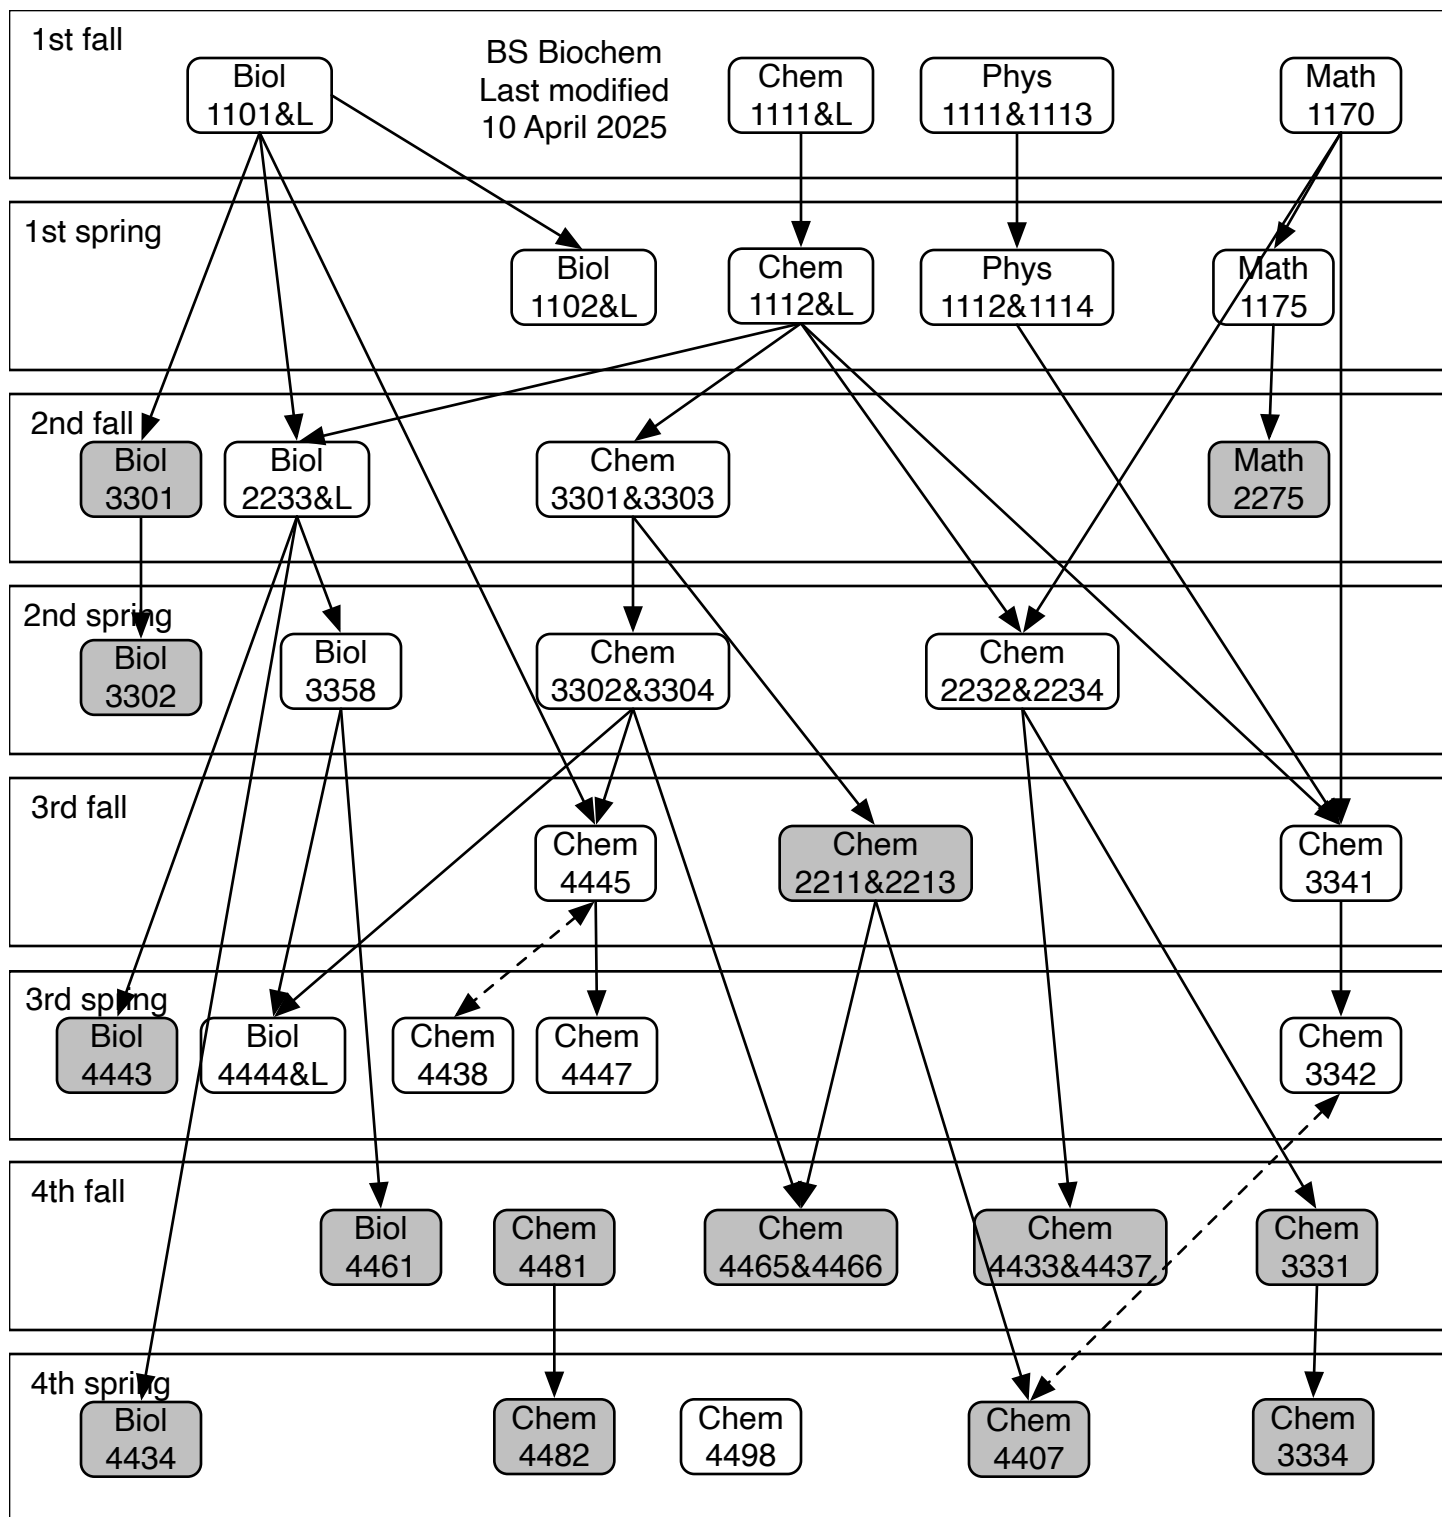 1st fall
BS Biochem
Last modified
10 April 2025
Biol
1101&L
Chem
1111&L
Phys
1111&1113
Math
1170
1st spring
Biol
1102&L
Chem
1112&L
Phys
1112&1114
Math
1175
2nd fall
Biol
3301
Biol
2233&L
Chem
3301&3303
Math
2275
2nd spring
Biol
3302
Biol
3358
Chem
3302&3304
Chem
2232&2234
3rd fall
Chem
4445
Chem
2211&2213
Chem
3341
3rd spring
Biol
4443
Biol
4444&L
Chem
4438
Chem
4447
Chem
3342
4th fall
Biol
4461
Chem
4481
Chem
4465&4466
Chem
4433&4437
Chem
3331
4th spring
Biol
4434
Chem
4482
Chem
4498
Chem
4407
Chem
3334